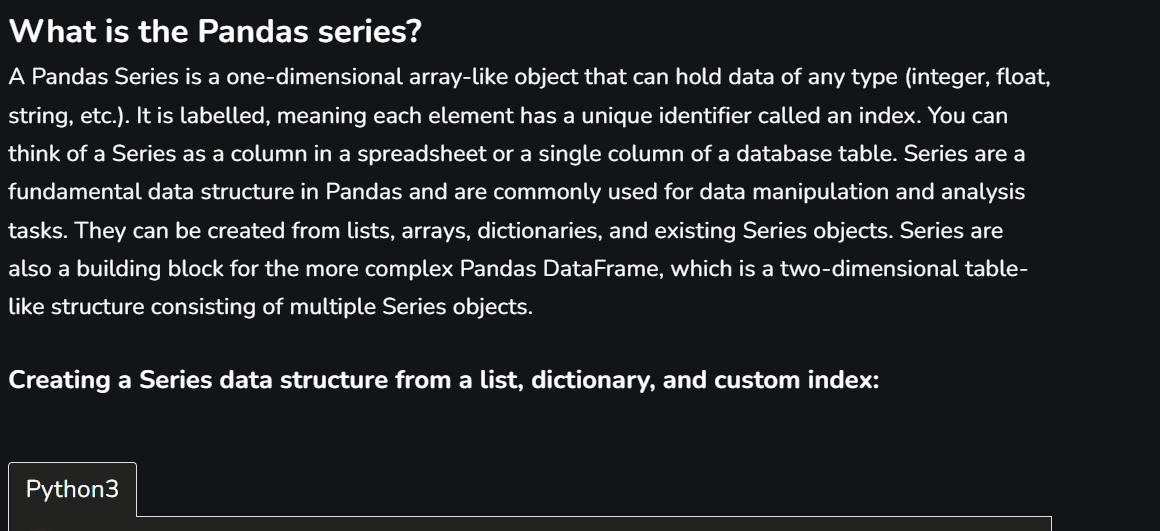 What is the Pandas series?
A Pandas Series is a one-dimensional array-like object that can hold data of any type (integer, float,
string, etc.). It is labelled, meaning each element has a unique identifier called an index. You can
think of a Series as a column in a spreadsheet or a single column of a database table. Series are a
fundamental data structure in Pandas and are commonly used for data manipulation and analysis
tasks. They can be created from lists, arrays, dictionaries, and existing Series objects. Series are
also a building block for the more complex Pandas DataFrame, which is a two-dimensional table-
like structure consisting of multiple Series objects.
Creating a Series data structure from a list, dictionary, and custom index:
Python3